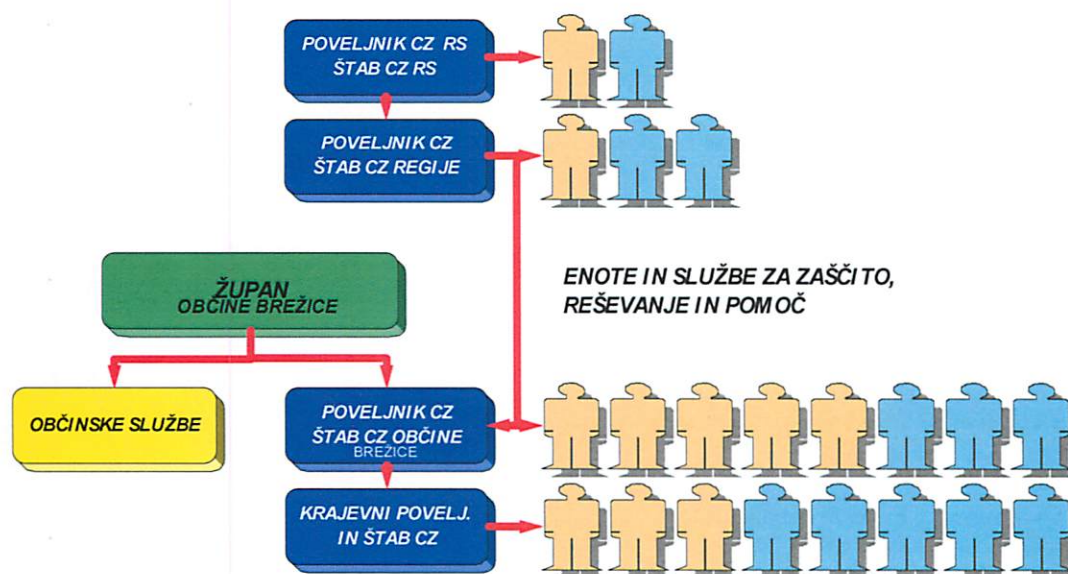 POVELJNIK CZ RS
ŠTAB CZ RS
POVELJNIK CZ
ŠTAB CZ REGIJE
ŽUPAN
OBČINE BREŽICE
ENOTE IN SLUŽBE ZA ZAŠČITO,
REŠEVANJE IN POMOČ
OBČINSKE SLUŽBE
POVELJNIK CZ
ŠTAB CZ OBČINE
BREŽICE
KRAJEVNI POVELJ.
IN ŠTAB CZ